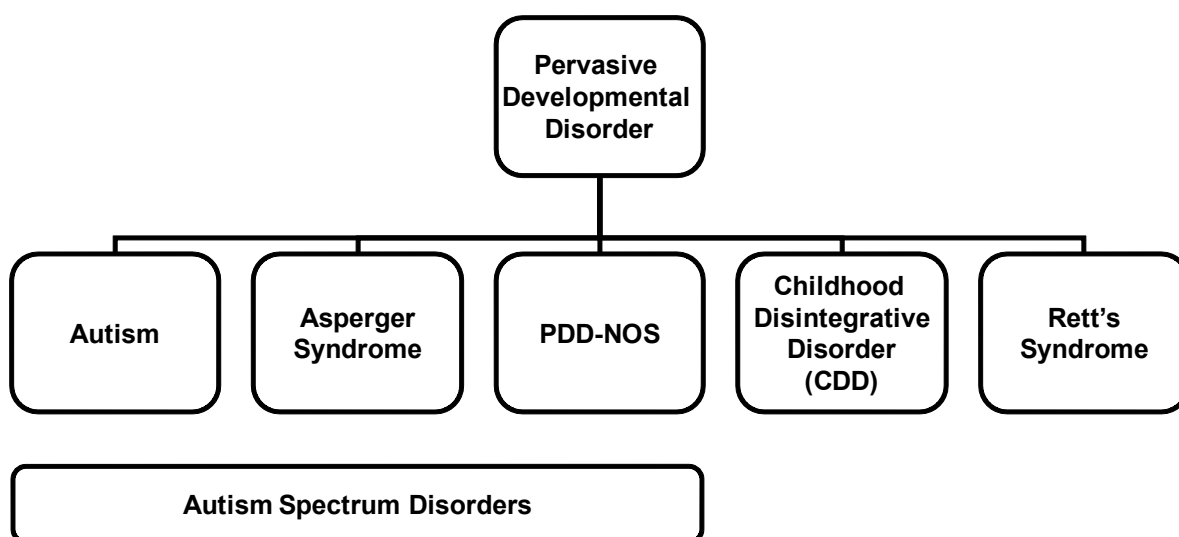 Pervasive
Developmental
Disorder
Autism
Asperger
Syndrome
PDD-NOS
Childhood
Disintegrative
Disorder
(CDD)
Rett’s
Syndrome
Autism Spectrum Disorders